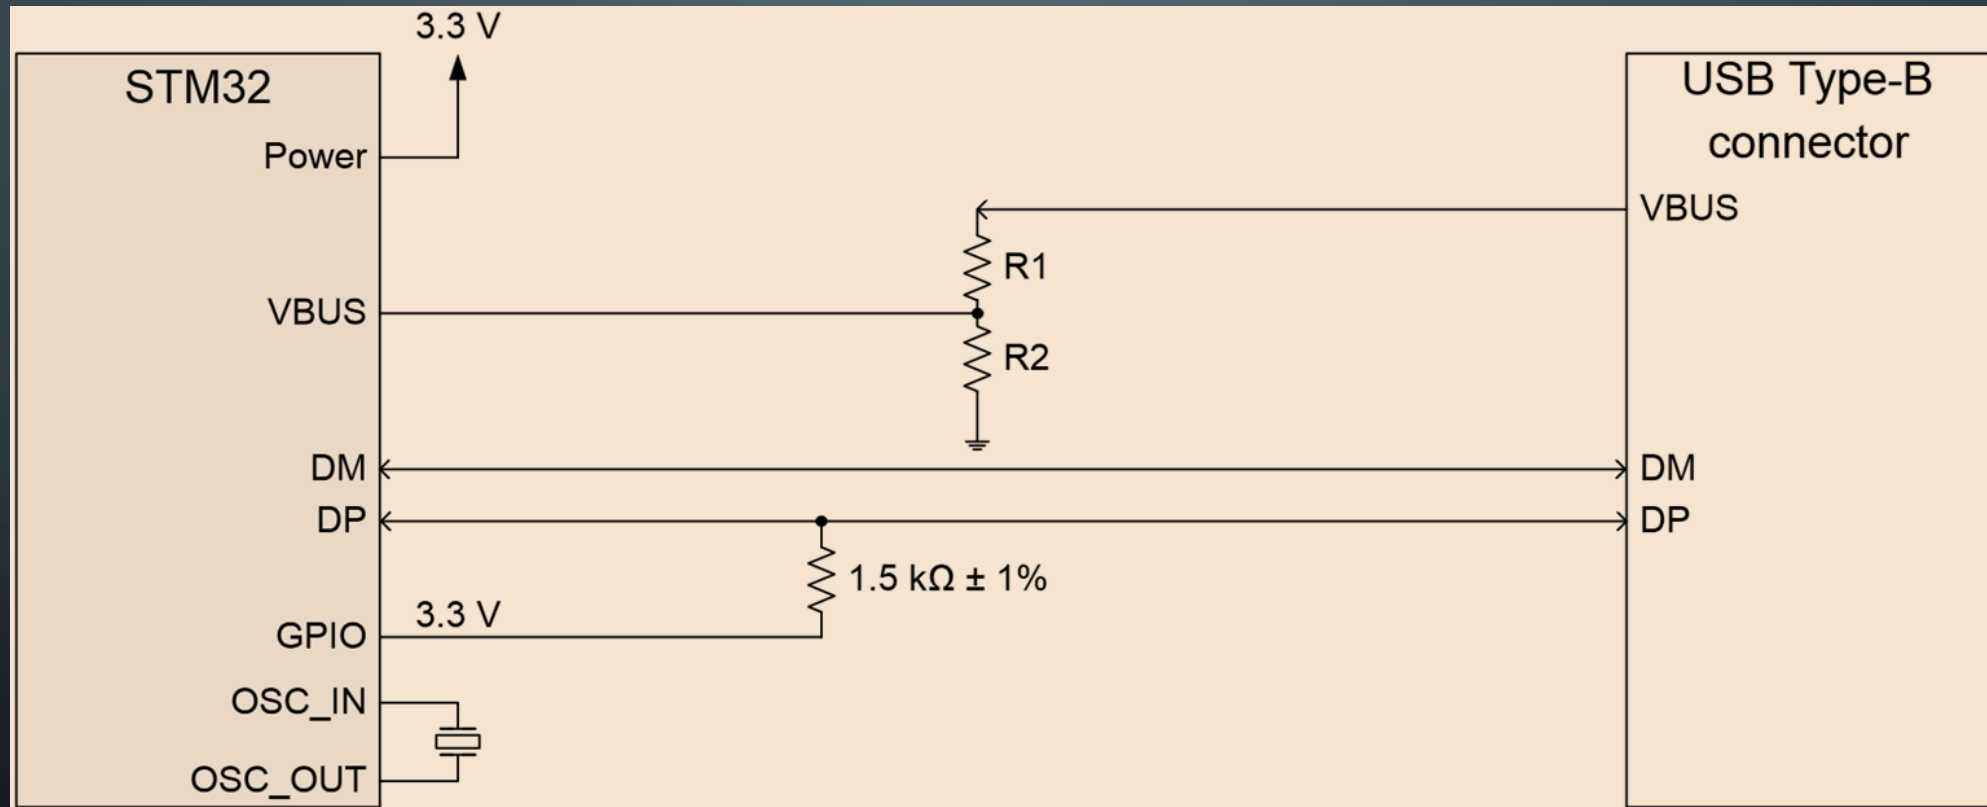 3.3 V
STM32
USB Type-B
connector
Power
VBUS
R1
VBUS
R2
DM
DM
DP
DP
1.5 kΩ ± 1%
3.3 V
GPIO
OSC_IN
OSC_OUT